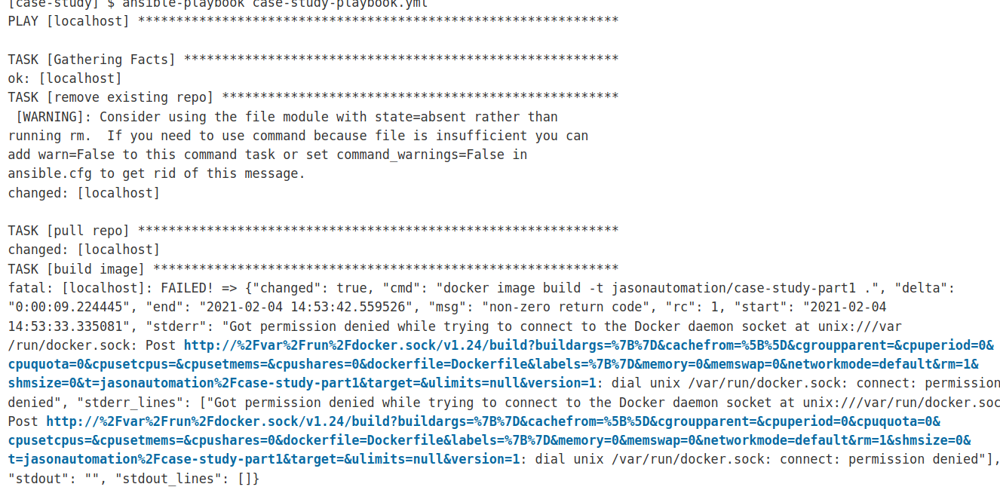 [case-study] $ ansible-playbook case-study-playbook.yml
PLAY [localhost] ***************************************************************
TASK [Gathering Facts] *********************************************************
ok: [localhost]
TASK [remove existing repo] ****************************************************
[WARNING]: Consider using the file module with state=absent rather than
running rm.  If you need to use command because file is insufficient you can
add warn=False to this command task or set command_warnings=False in
ansible.cfg to get rid of this message.
changed: [localhost]
TASK [pull repo] ***************************************************************
changed: [localhost]
TASK [build image] *************************************************************
fatal: [localhost]: FAILED! => {"changed": true, "cmd": "docker image build -t jasonautomation/case-study-part1 .", "delta":
"0:00:09.224445", "end": "2021-02-04 14:53:42.559526", "msg": "non-zero return code", "rc": 1, "start": "2021-02-04
14:53:33.335081", "stderr": "Got permission denied while trying to connect to the Docker daemon socket at unix:///var
/run/docker.sock: Post http://%2Fvar%2Frun%2Fdocker.sock/v1.24/build?buildargs=%7B%7D&cachefrom=%5B%5D&cgroupparent=&cpuperiod=0&
cpuquota=0&cpusetcpus=&cpusetmems=&cpushares=0&dockerfile=Dockerfile&labels=%7B%7D&memory=0&memswap=0&networkmode=default&rm=1&
shmsize=0&t=jasonautomation%2Fcase-study-part1&target=&ulimits=null&version=1: dial unix /var/run/docker.sock: connect: permission
denied", "stderr_lines": ["Got permission denied while trying to connect to the Docker daemon socket at unix:///var/run/docker.soc
Post http://%2Fvar%2Frun%2Fdocker.sock/v1.24/build?buildargs=%7B%7D&cachefrom=%5B%5D&cgroupparent=&cpuperiod=0&cpuquota=0&
cpusetcpus=&cpusetmems=&cpushares=0&dockerfile=Dockerfile&labels=%7B%7D&memory=0&memswap=0&networkmode=default&rm=1&shmsize=0&
t=jasonautomation%2Fcase-study-part1&target=&ulimits=null&version=1: dial unix /var/run/docker.sock: connect: permission denied"],
"stdout": "", "stdout_lines": []}